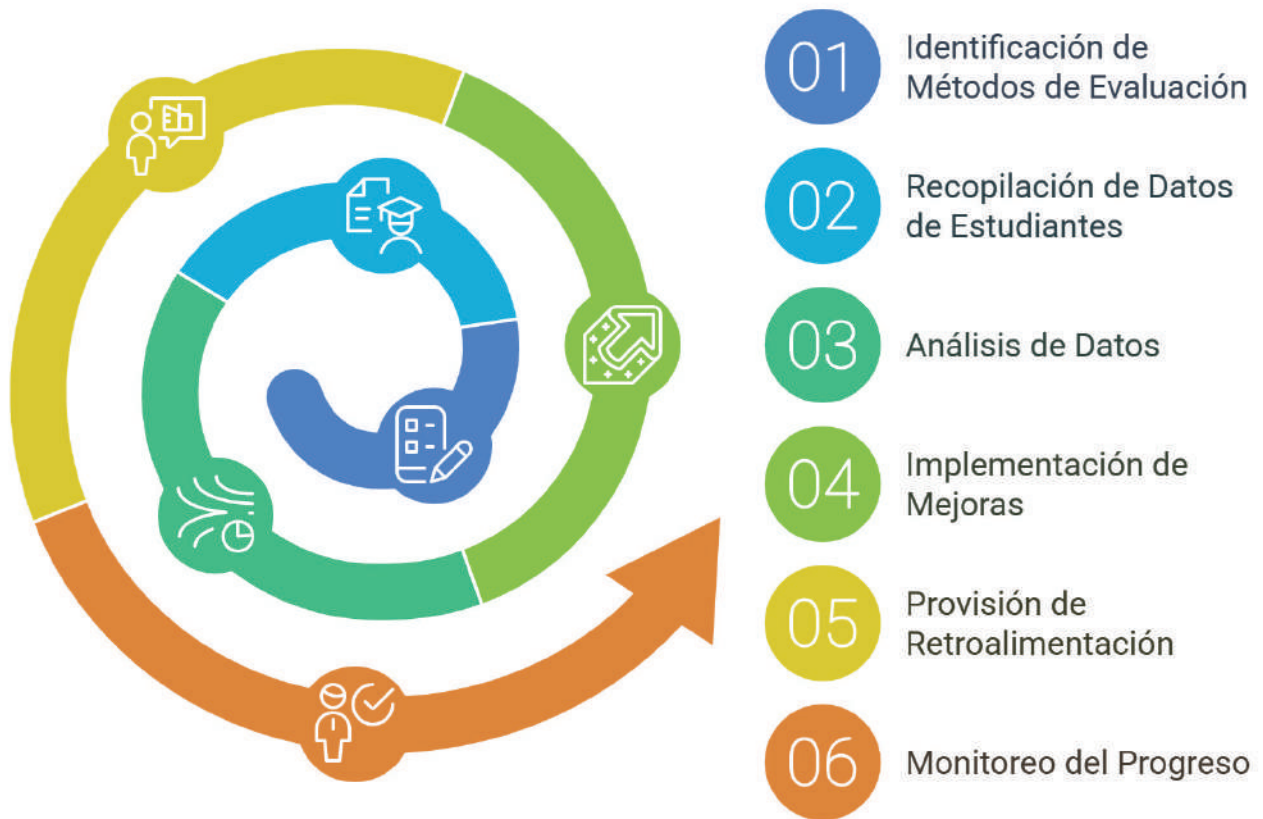 01
Identificación de
Métodos de Evaluación
02
Recopilación de Datos
de Estudiantes
03
Análisis de Datos
04
Implementación de
Mejoras
05
Provisión de
Retroalimentación
06
Monitoreo del Progreso